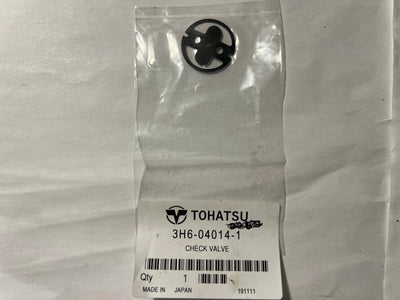 TOHATSU
3H6-04014-1
CHECK VALVE
Qty 1
MADE IN JAPAN 191111